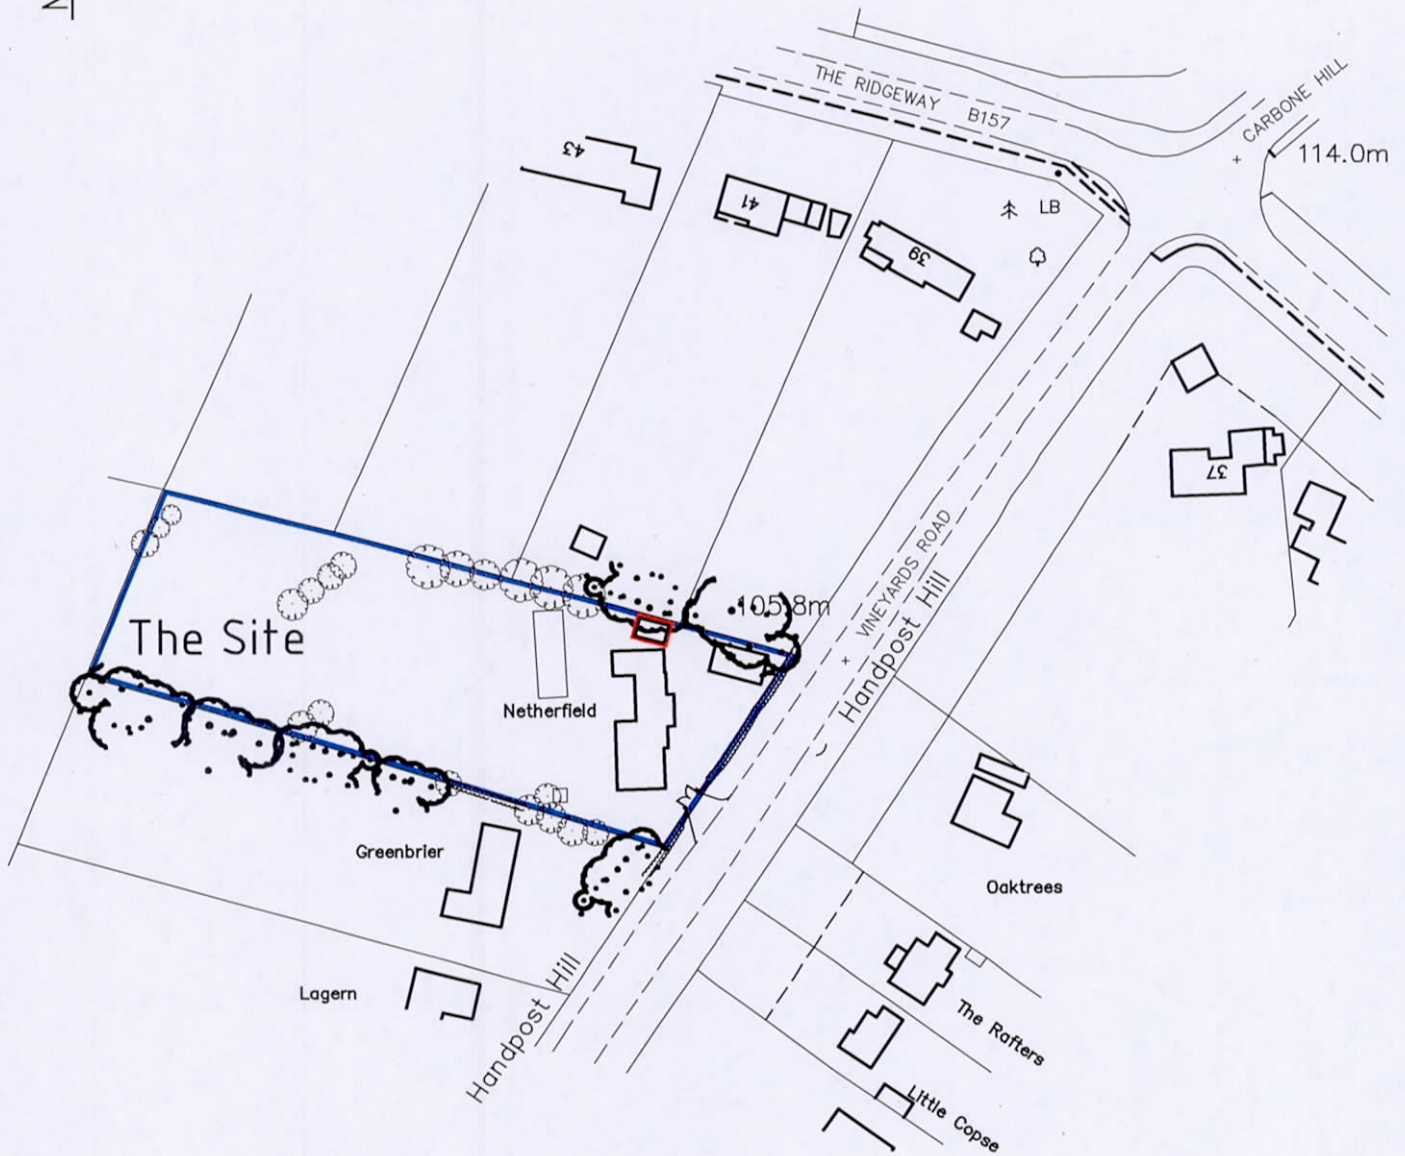 N
THE RIDGEWAY B157
CARBONE HILL
114.0m
43
41
39
LB
37
VINEYARDS ROAD
Handpost Hill
105.8m
The Site
Netherfield
Greenbrier
Oaktrees
Lagern
Handpost Hill
The Rafters
Little Copse